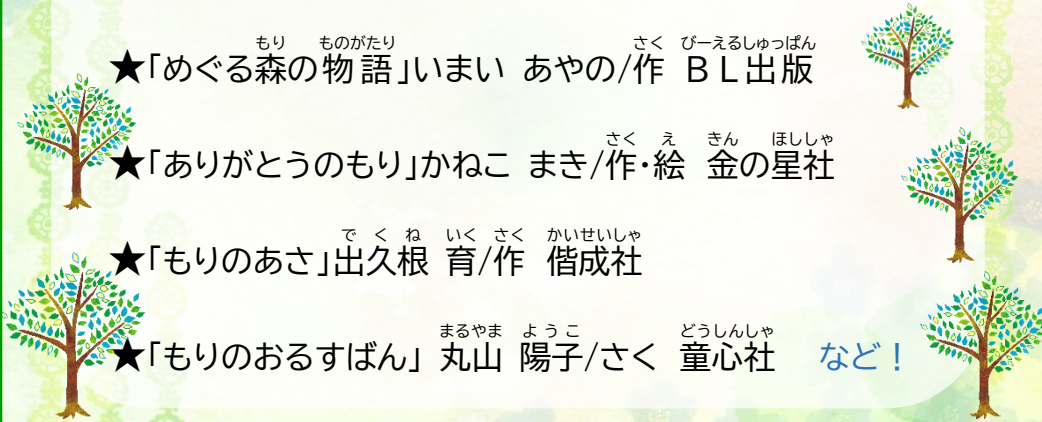 もり ものがたり さく びーえるしゅっぱん
★「めぐる森の物語」いまい あやの/作 BL出版
さく え きん ほししゃ
★「ありがとうのもり」かねこ まき/作・絵 金の星社
でくね いく さく かいせいしゃ
★「もりのあさ」出久根 育/作 偕成社
まるやま ようこ どうしんしゃ
★「もりのおるすばん」 丸山 陽子/さく 童心社 など！